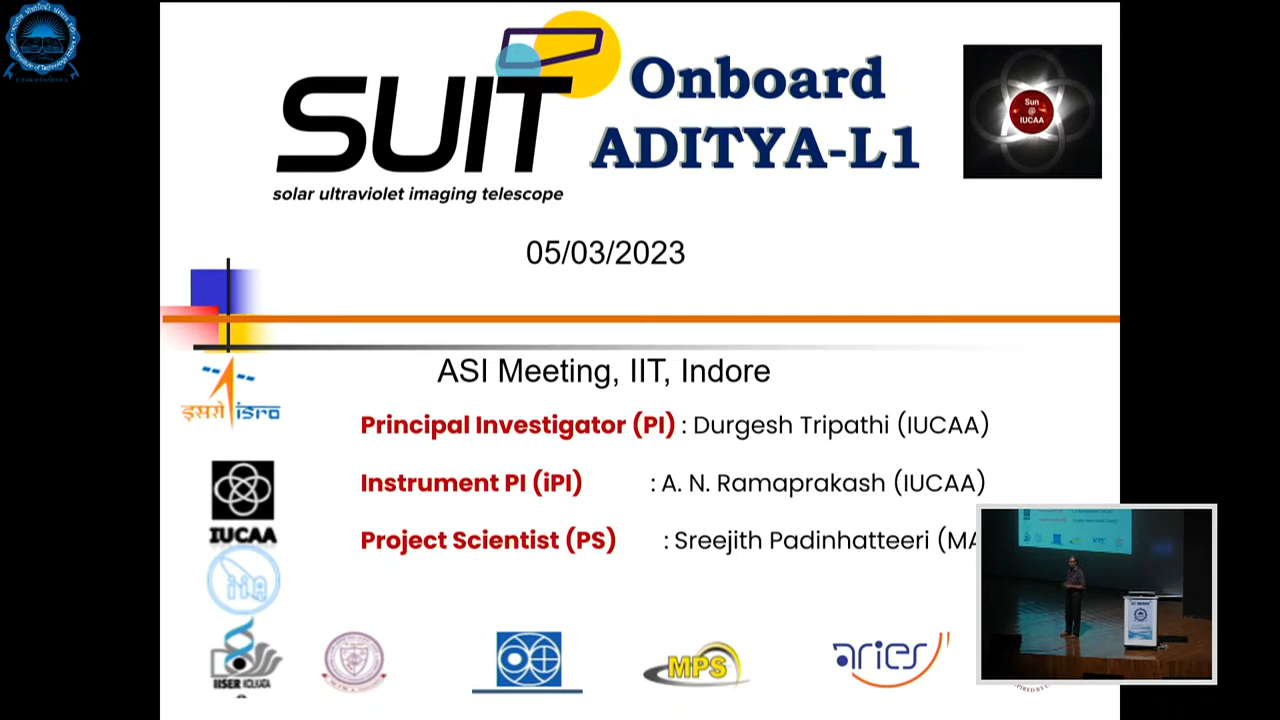 SUIT
solar ultraviolet imaging telescope
Onboard
ADITYA-L1
Sun
@
IUCAA
05/03/2023
ASI Meeting, IIT, Indore
इसरो isro
Principal Investigator (PI) : Durgesh Tripathi (IUCAA)
IUCAA
Instrument PI (iPI) : A. N. Ramaprakash (IUCAA)
Project Scientist (PS) : Sreejith Padinhatteeri (MA
iiA
IISER KOLKATA
MPS
aries